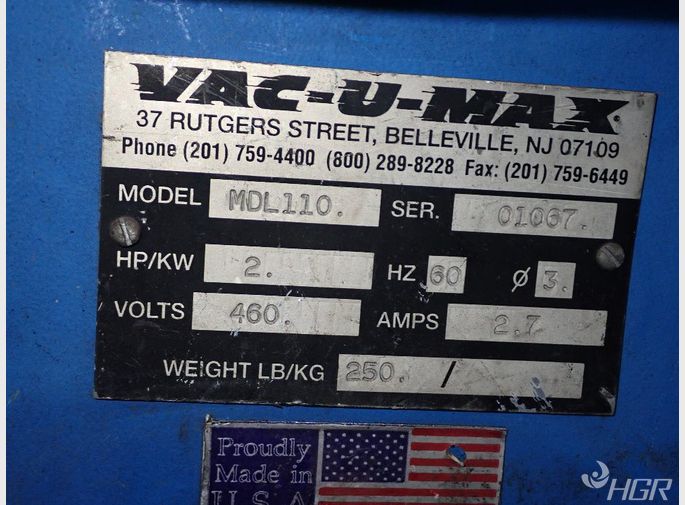 VAC-U-MAX
37 RUTGERS STREET, BELLEVILLE, NJ 07109
Phone (201) 759-4400 (800) 289-8228 Fax: (201) 759-6449
MODEL MDL110. SER. 01067.
HP/KW 2. HZ 60 Ø 3.
VOLTS 460. AMPS 2.7
WEIGHT LB/KG 250. /
Proudly
Made in
U.S.A
HGR